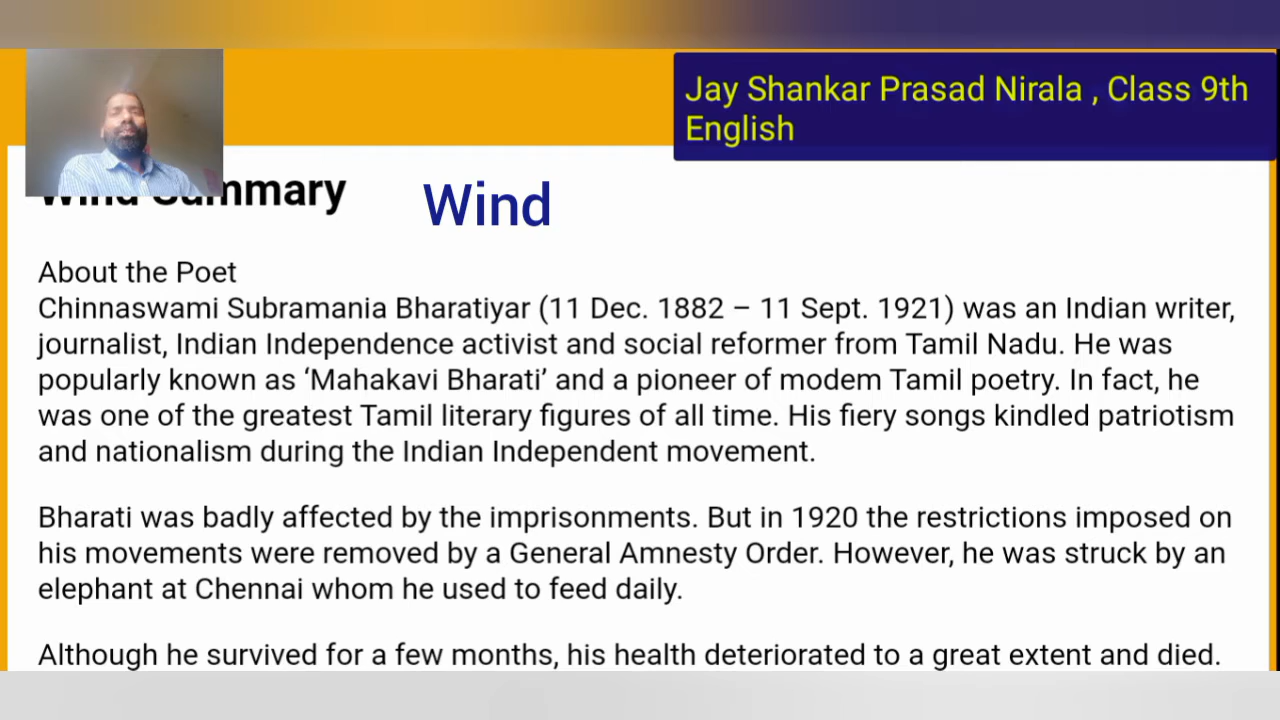 Jay Shankar Prasad Nirala , Class 9th
English
Wind Summary
Wind
About the Poet
Chinnaswami Subramania Bharatiyar (11 Dec. 1882 – 11 Sept. 1921) was an Indian writer,
journalist, Indian Independence activist and social reformer from Tamil Nadu. He was
popularly known as ‘Mahakavi Bharati’ and a pioneer of modem Tamil poetry. In fact, he
was one of the greatest Tamil literary figures of all time. His fiery songs kindled patriotism
and nationalism during the Indian Independent movement.
Bharati was badly affected by the imprisonments. But in 1920 the restrictions imposed on
his movements were removed by a General Amnesty Order. However, he was struck by an
elephant at Chennai whom he used to feed daily.
Although he survived for a few months, his health deteriorated to a great extent and died.